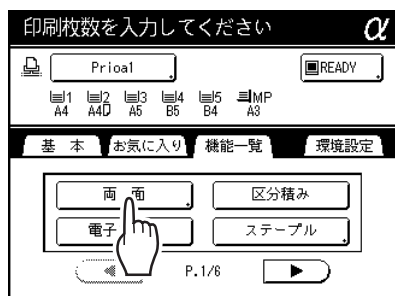 印刷枚数を入力してください α
Prioa1 READY
1 2 3 4 5 MP
A4 A4 A5 B5 B4 A3
基 本 お気に入り 機能一覧 環境設定
両 面 区分積み
電子 ステープル
P.1/6